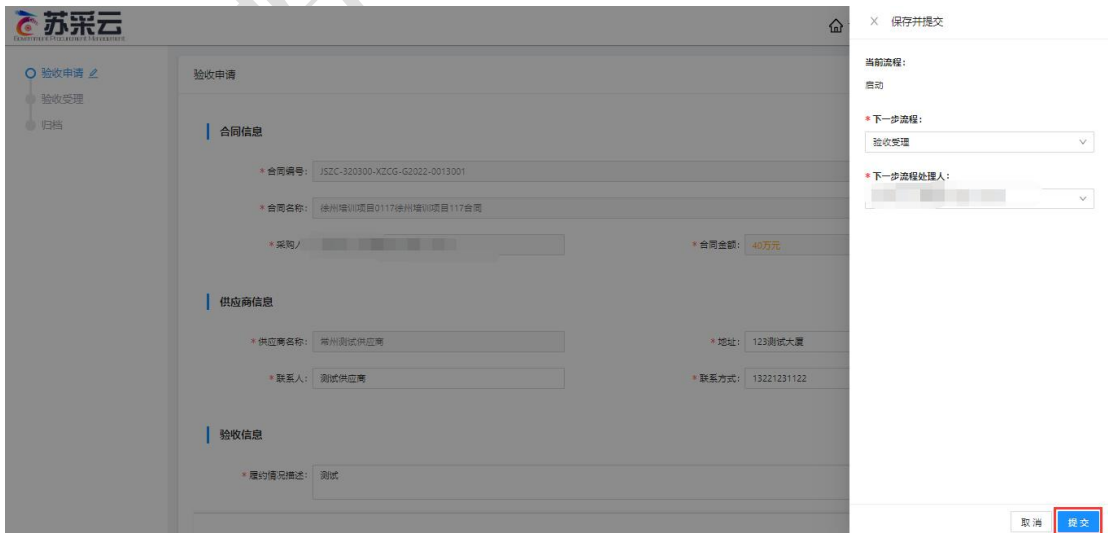 苏采云
Government Procurement Management
× 保存并提交
当前流程：
启动
* 下一步流程：
验收受理
* 下一步流程处理人：
取消
提交
验收申请
验收受理
归档
验收申请
合同信息
* 合同编号： JSZC-320300-XZCG-G2022-0013001
* 合同名称： 徐州培训项目0117徐州培训项目117合同
* 采购人
* 合同金额： 40万元
供应商信息
* 供应商名称： 常州测试供应商
* 地址： 123测试大厦
* 联系人： 测试供应商
* 联系方式： 13221231122
验收信息
* 履约情况描述： 测试